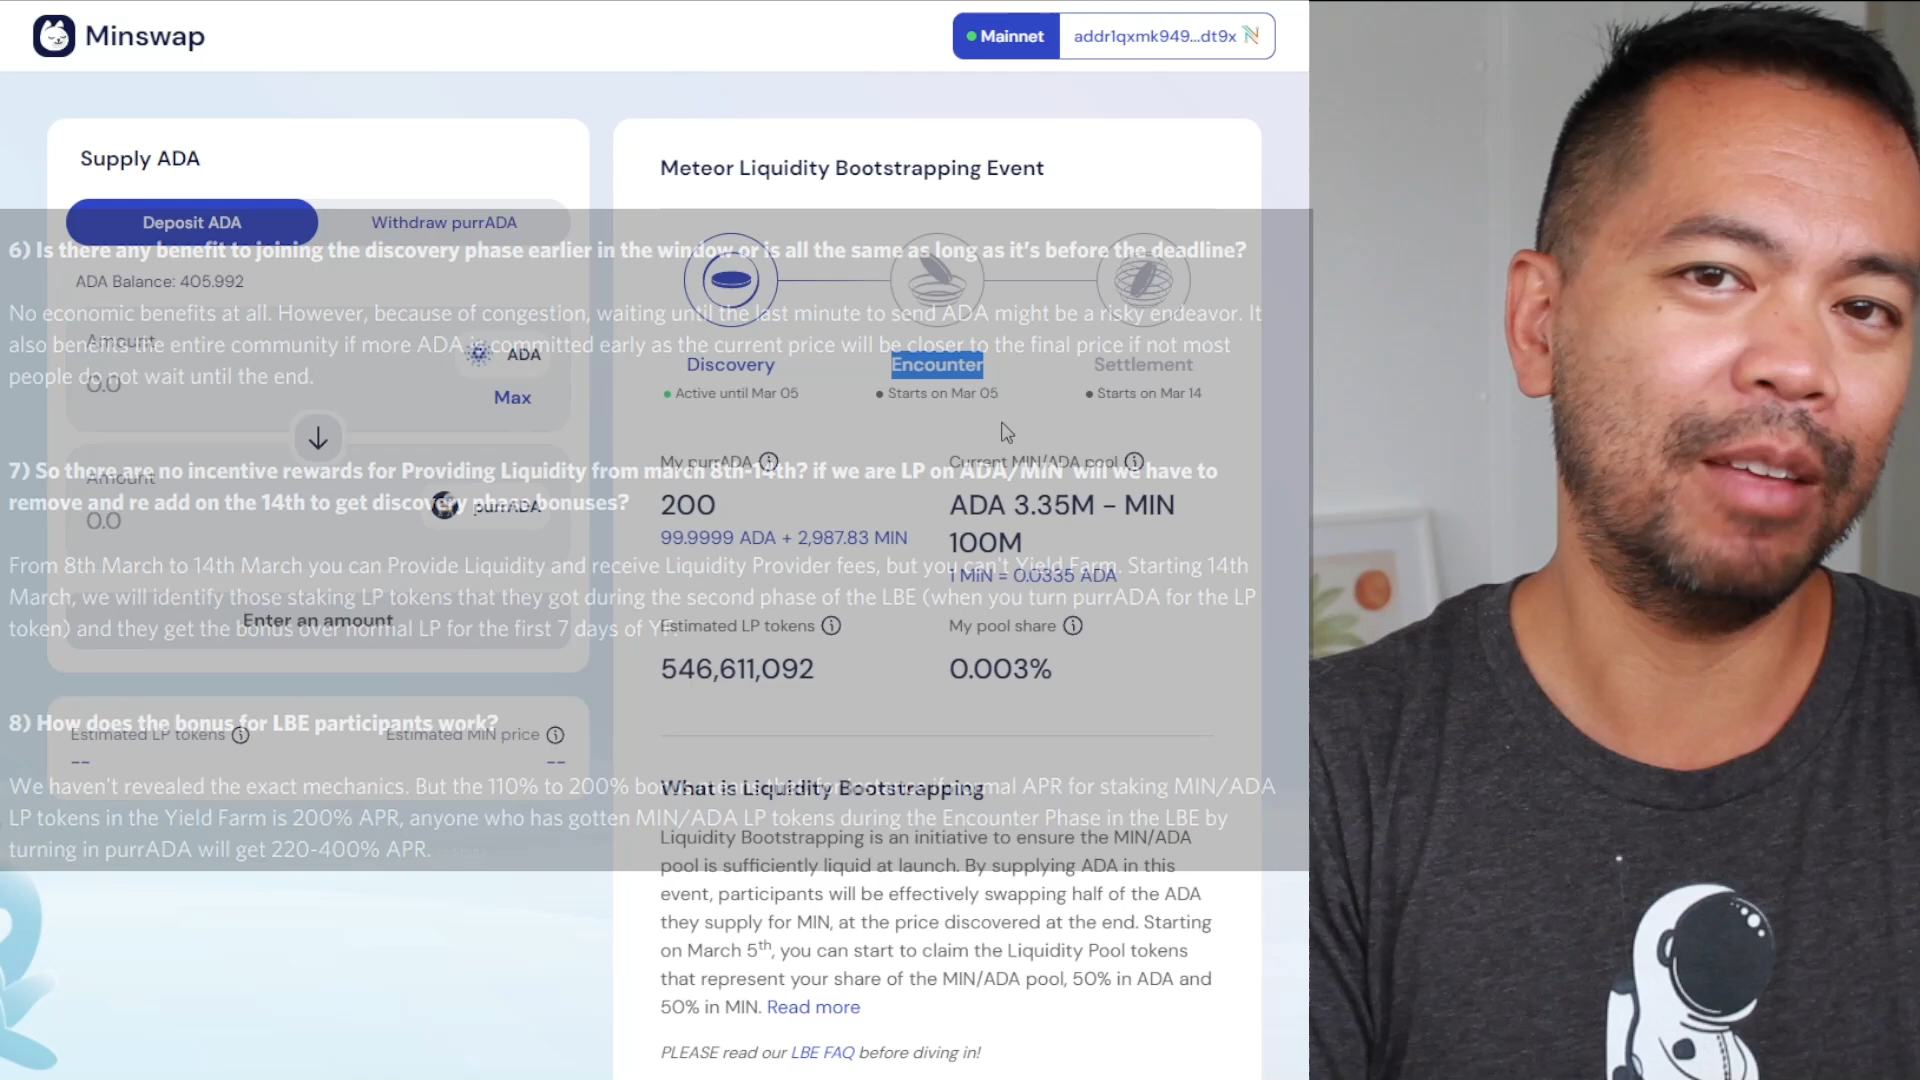 Minswap
Mainnet
addr1qxmk949...dt9x
Supply ADA
Deposit ADA
Withdraw purrADA
ADA Balance: 405.992
Amount
0.0
ADA
Max
Amount
0.0
purrADA
Enter an amount
Estimated LP tokens
Estimated MIN price
--
--
Meteor Liquidity Bootstrapping Event
Discovery
Encounter
Settlement
Active until Mar 05
Starts on Mar 05
Starts on Mar 14
My purrADA
Current MIN/ADA pool
200
ADA 3.35M – MIN
100M
99.9999 ADA + 2,987.83 MIN
1 MIN = 0.0335 ADA
Estimated LP tokens
My pool share
546,611,092
0.003%
What is Liquidity Bootstrapping
Liquidity Bootstrapping is an initiative to ensure the MIN/ADA
pool is sufficiently liquid at launch. By supplying ADA in this
event, participants will be effectively swapping half of the ADA
they supply for MIN, at the price discovered at the end. Starting
on March 5th, you can start to claim the Liquidity Pool tokens
that represent your share of the MIN/ADA pool, 50% in ADA and
50% in MIN. Read more
PLEASE read our LBE FAQ before diving in!
6) Is there any benefit to joining the discovery phase earlier in the window or is all the same as long as it's before the deadline?
No economic benefits at all. However, because of congestion, waiting until the last minute to send ADA might be a risky endeavor. It
also benefits the entire community if more ADA is committed early as the current price will be closer to the final price if not most
people do not wait until the end.
7) So there are no incentive rewards for Providing Liquidity from march 8th-14th? if we are LP on ADA/MIN will we have to
remove and re add on the 14th to get discovery phase bonuses?
From 8th March to 14th March you can Provide Liquidity and receive Liquidity Provider fees, but you can't Yield Farm. Starting 14th
March, we will identify those staking LP tokens that they got during the second phase of the LBE (when you turn purrADA for the LP
token) and they get the bonus over normal LP for the first 7 days of YF.
8) How does the bonus for LBE participants work?
We haven't revealed the exact mechanics. But the 110% to 200% normal APR for staking MIN/ADA
LP tokens in the Yield Farm is 200% APR, anyone who has gotten MIN/ADA LP tokens during the Encounter Phase in the LBE by
turning in purrADA will get 220-400% APR.